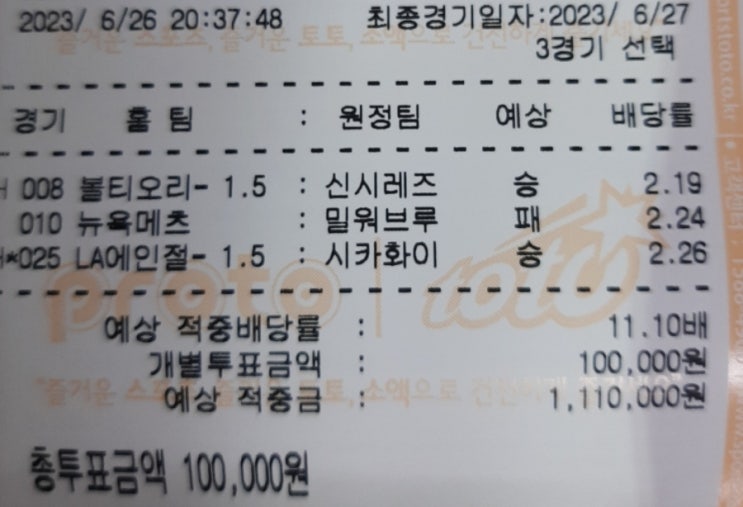 2023/ 6/26 20:37:48 최종경기일자:2023/ 6/27
3경기 선택
경기 홈 팀 : 원정팀 예상 배당률
008 볼티오리- 1.5 : 신시레즈 승 2.19
010 뉴욕메츠 : 밀워브루 패 2.24
*025 LA에인절- 1.5 : 시카화이 승 2.26
proto toto
예상 적중배당률 : 11.10배
개별투표금액 : 100,000원
예상 적중금 : 1,110,000원
총투표금액 100,000원